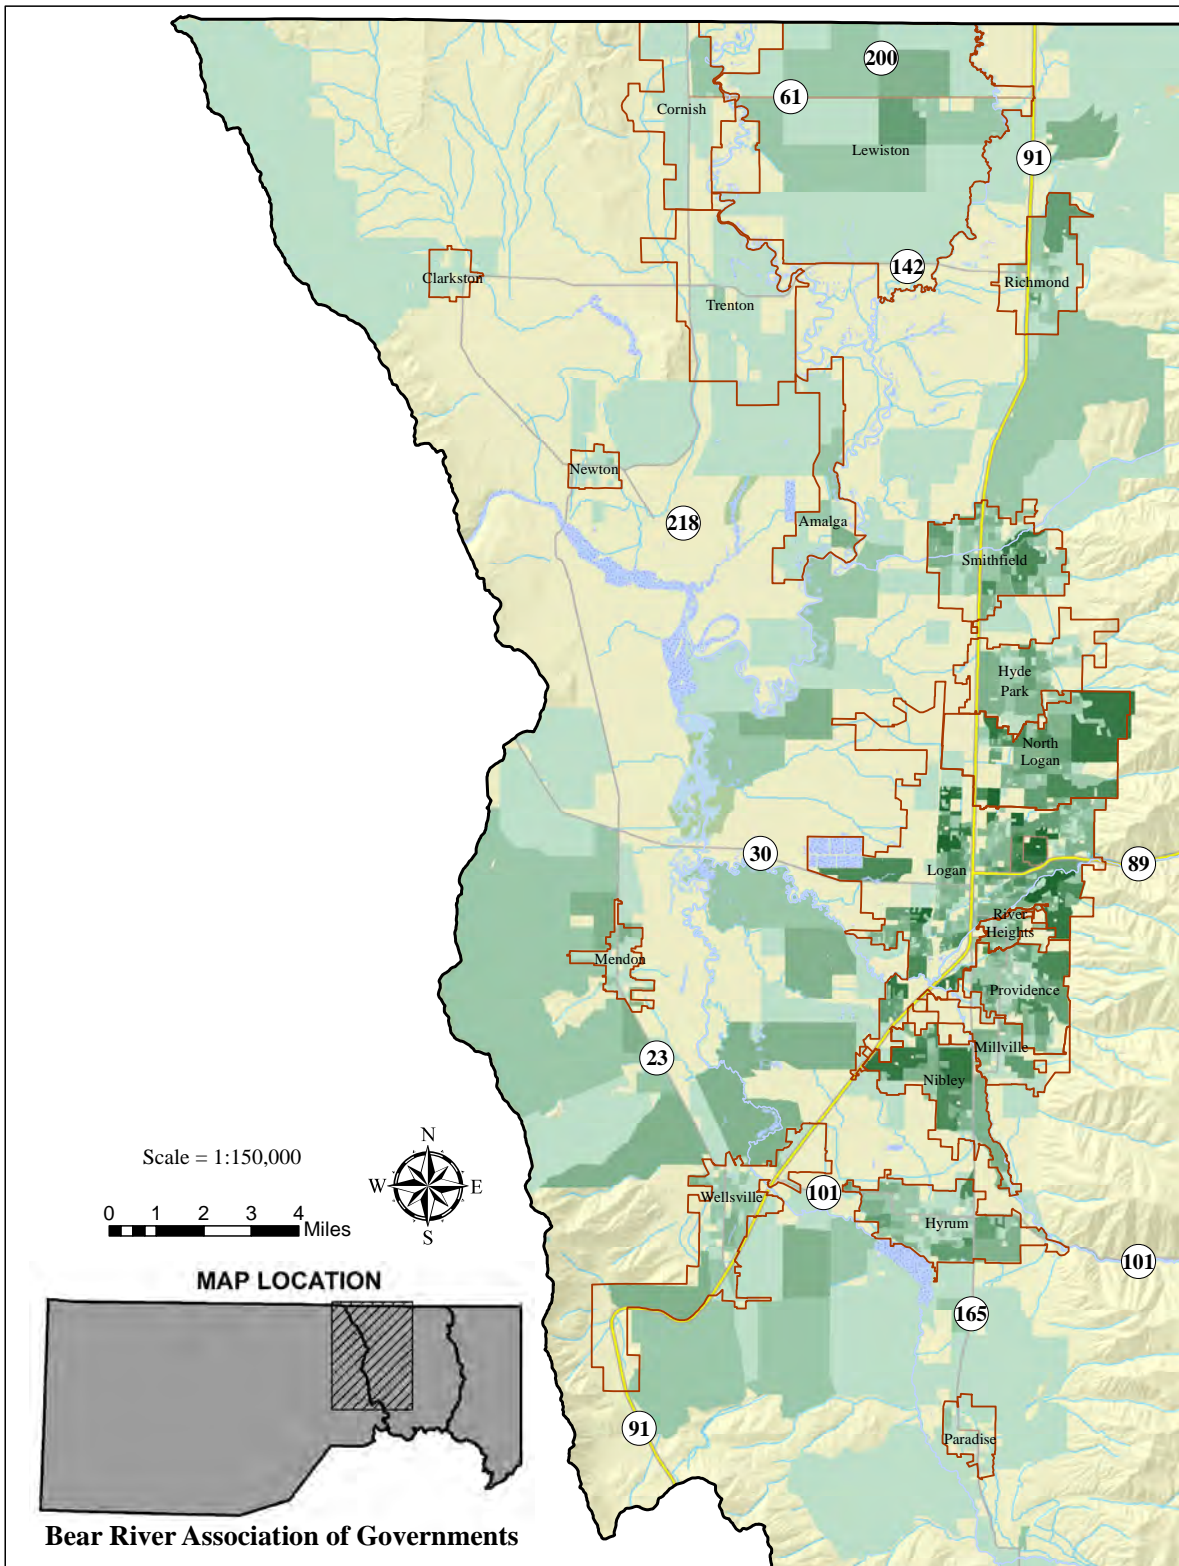 200
61
Cornish
Lewiston
91
142
Clarkston
Richmond
Trenton
Newton
218
Amalga
Smithfield
Hyde
Park
North
Logan
30
89
Logan
River
Heights
Mendon
Providence
23
Millville
Nibley
Scale = 1:150,000
N
W
E
S
Wellsville
101
Hyrum
0 1 2 3 4
Miles
101
MAP LOCATION
165
91
Paradise
Bear River Association of Governments